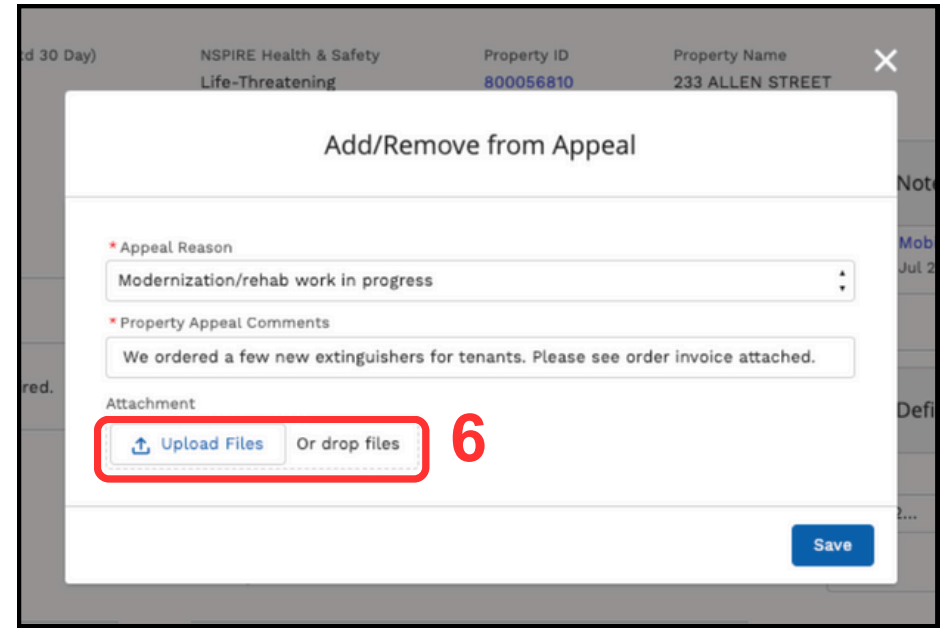 :d 30 Day)
NSPIRE Health & Safety
Property ID
Property Name
Life-Threatening
800056810
233 ALLEN STREET
Add/Remove from Appeal
Note
* Appeal Reason
Mobi
Modernization/rehab work in progress
Jul 2
* Property Appeal Comments
We ordered a few new extinguishers for tenants. Please see order invoice attached.
red.
Attachment
Defi
Upload Files
Or drop files
6
2...
Save